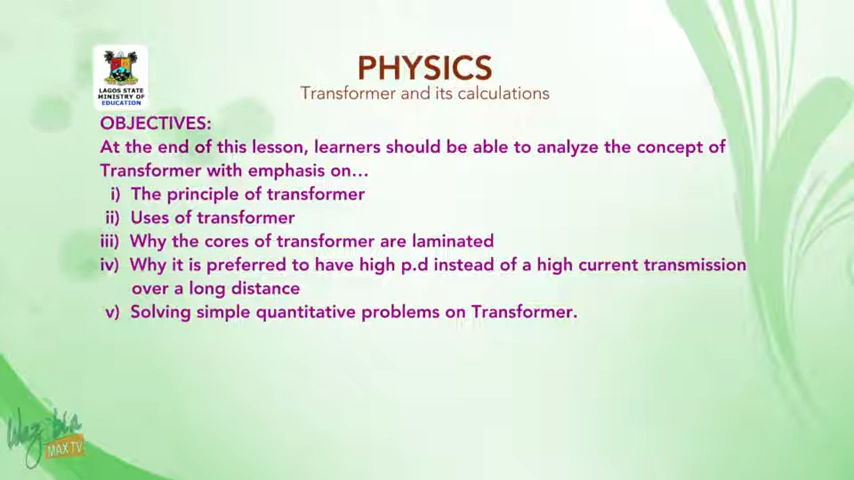 PHYSICS
Transformer and its calculations
LAGOS STATE
MINISTRY OF
EDUCATION
OBJECTIVES:
At the end of this lesson, learners should be able to analyze the concept of
Transformer with emphasis on...
i) The principle of transformer
ii) Uses of transformer
iii) Why the cores of transformer are laminated
iv) Why it is preferred to have high p.d instead of a high current transmission
over a long distance
v) Solving simple quantitative problems on Transformer.
MAX TV